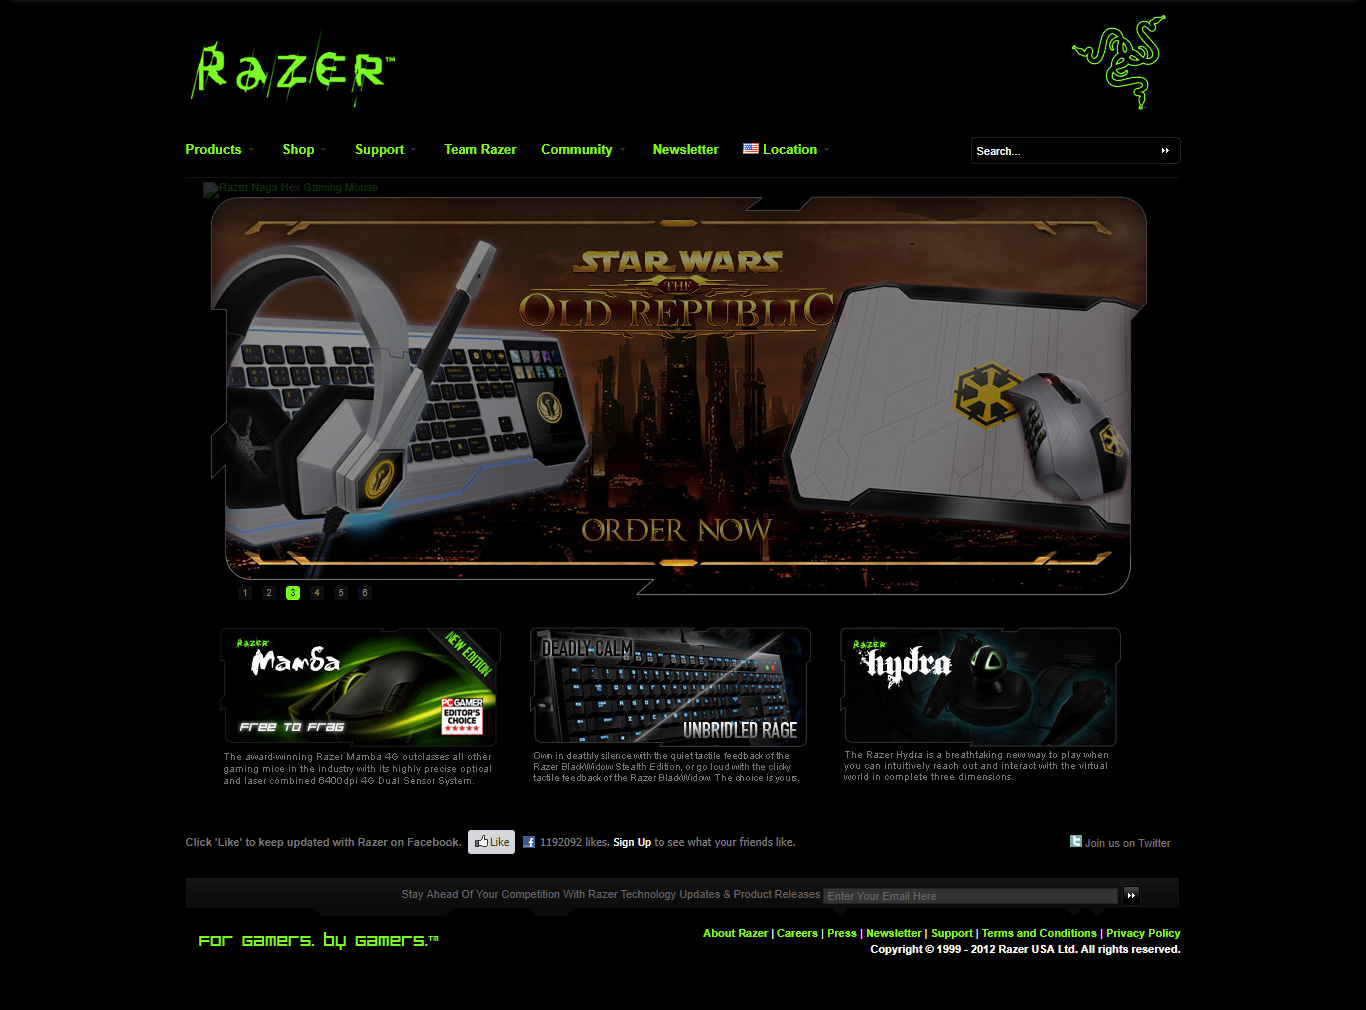 RAZER™
Products
Shop
Support
Team Razer
Community
Newsletter
Location
Search...
Razer Naga Hex Gaming Mouse
STAR WARS
THE
OLD REPUBLIC
ORDER NOW
1 2 3 4 5 6
RAZER
Mamba
NEW EDITION
FREE TO FRAG
PC GAMER
EDITOR'S
CHOICE
DEADLY CALM
UNBRIDLED RAGE
RAZER
hydra
The award-winning Razer Mamba 4G outclasses all other
gaming mice in the industry with its highly precise optical
and laser combined 6400dpi 4G Dual Sensor System.
Own in deathly silence with the quiet tactile feedback of the
Razer BlackWidow Stealth Edition, or go loud with the clicky
tactile feedback of the Razer BladkWidow. The choice is yours.
The Razer Hydra is a breathtaking new way to play when
you can intuitively reach out and interact with the virtual
world in complete three dimensions.
Click 'Like' to keep updated with Razer on Facebook.
Like
1192092 likes. Sign Up to see what your friends like.
Join us on Twitter
Stay Ahead Of Your Competition With Razer Technology Updates & Product Releases
Enter Your Email Here
For Gamers. by Gamers.™
About Razer | Careers | Press | Newsletter | Support | Terms and Conditions | Privacy Policy
Copyright © 1999 - 2012 Razer USA Ltd. All rights reserved.